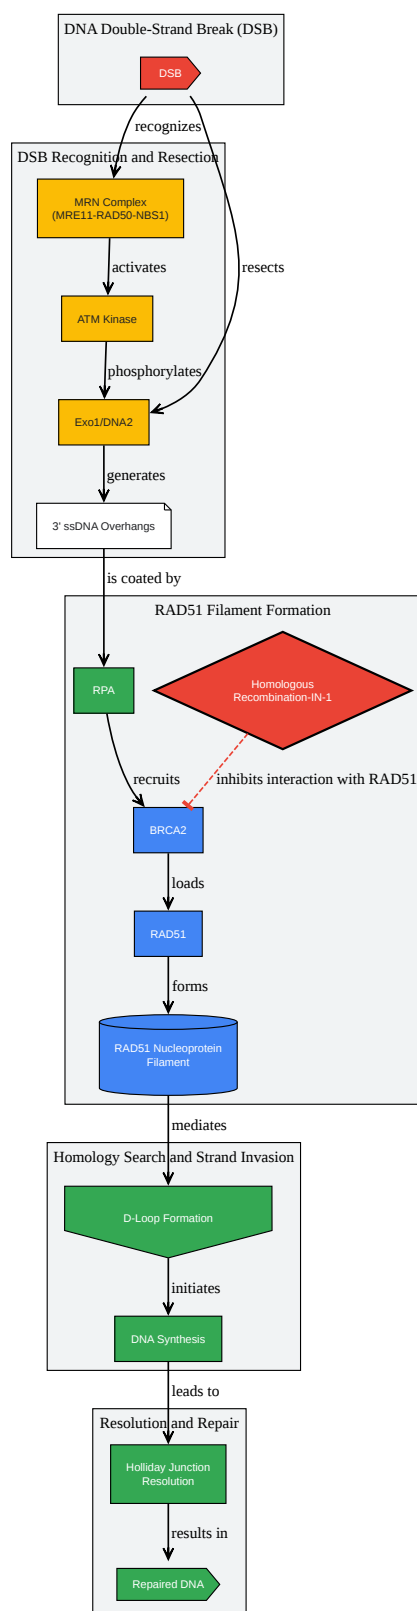 DNA Double-Strand Break (DSB)
DSB
recognizes
DSB Recognition and Resection
MRN Complex
(MRE11-RAD50-NBS1)
activates
resects
ATM Kinase
phosphorylates
Exo1/DNA2
generates
3' ssDNA Overhangs
is coated by
RAD51 Filament Formation
RPA
Homologous
Recombination-IN-1
recruits
inhibits interaction with RAD51
BRCA2
loads
RAD51
forms
RAD51 Nucleoprotein
Filament
mediates
Homology Search and Strand Invasion
D-Loop Formation
initiates
DNA Synthesis
leads to
Resolution and Repair
Holliday Junction
Resolution
results in
Repaired DNA